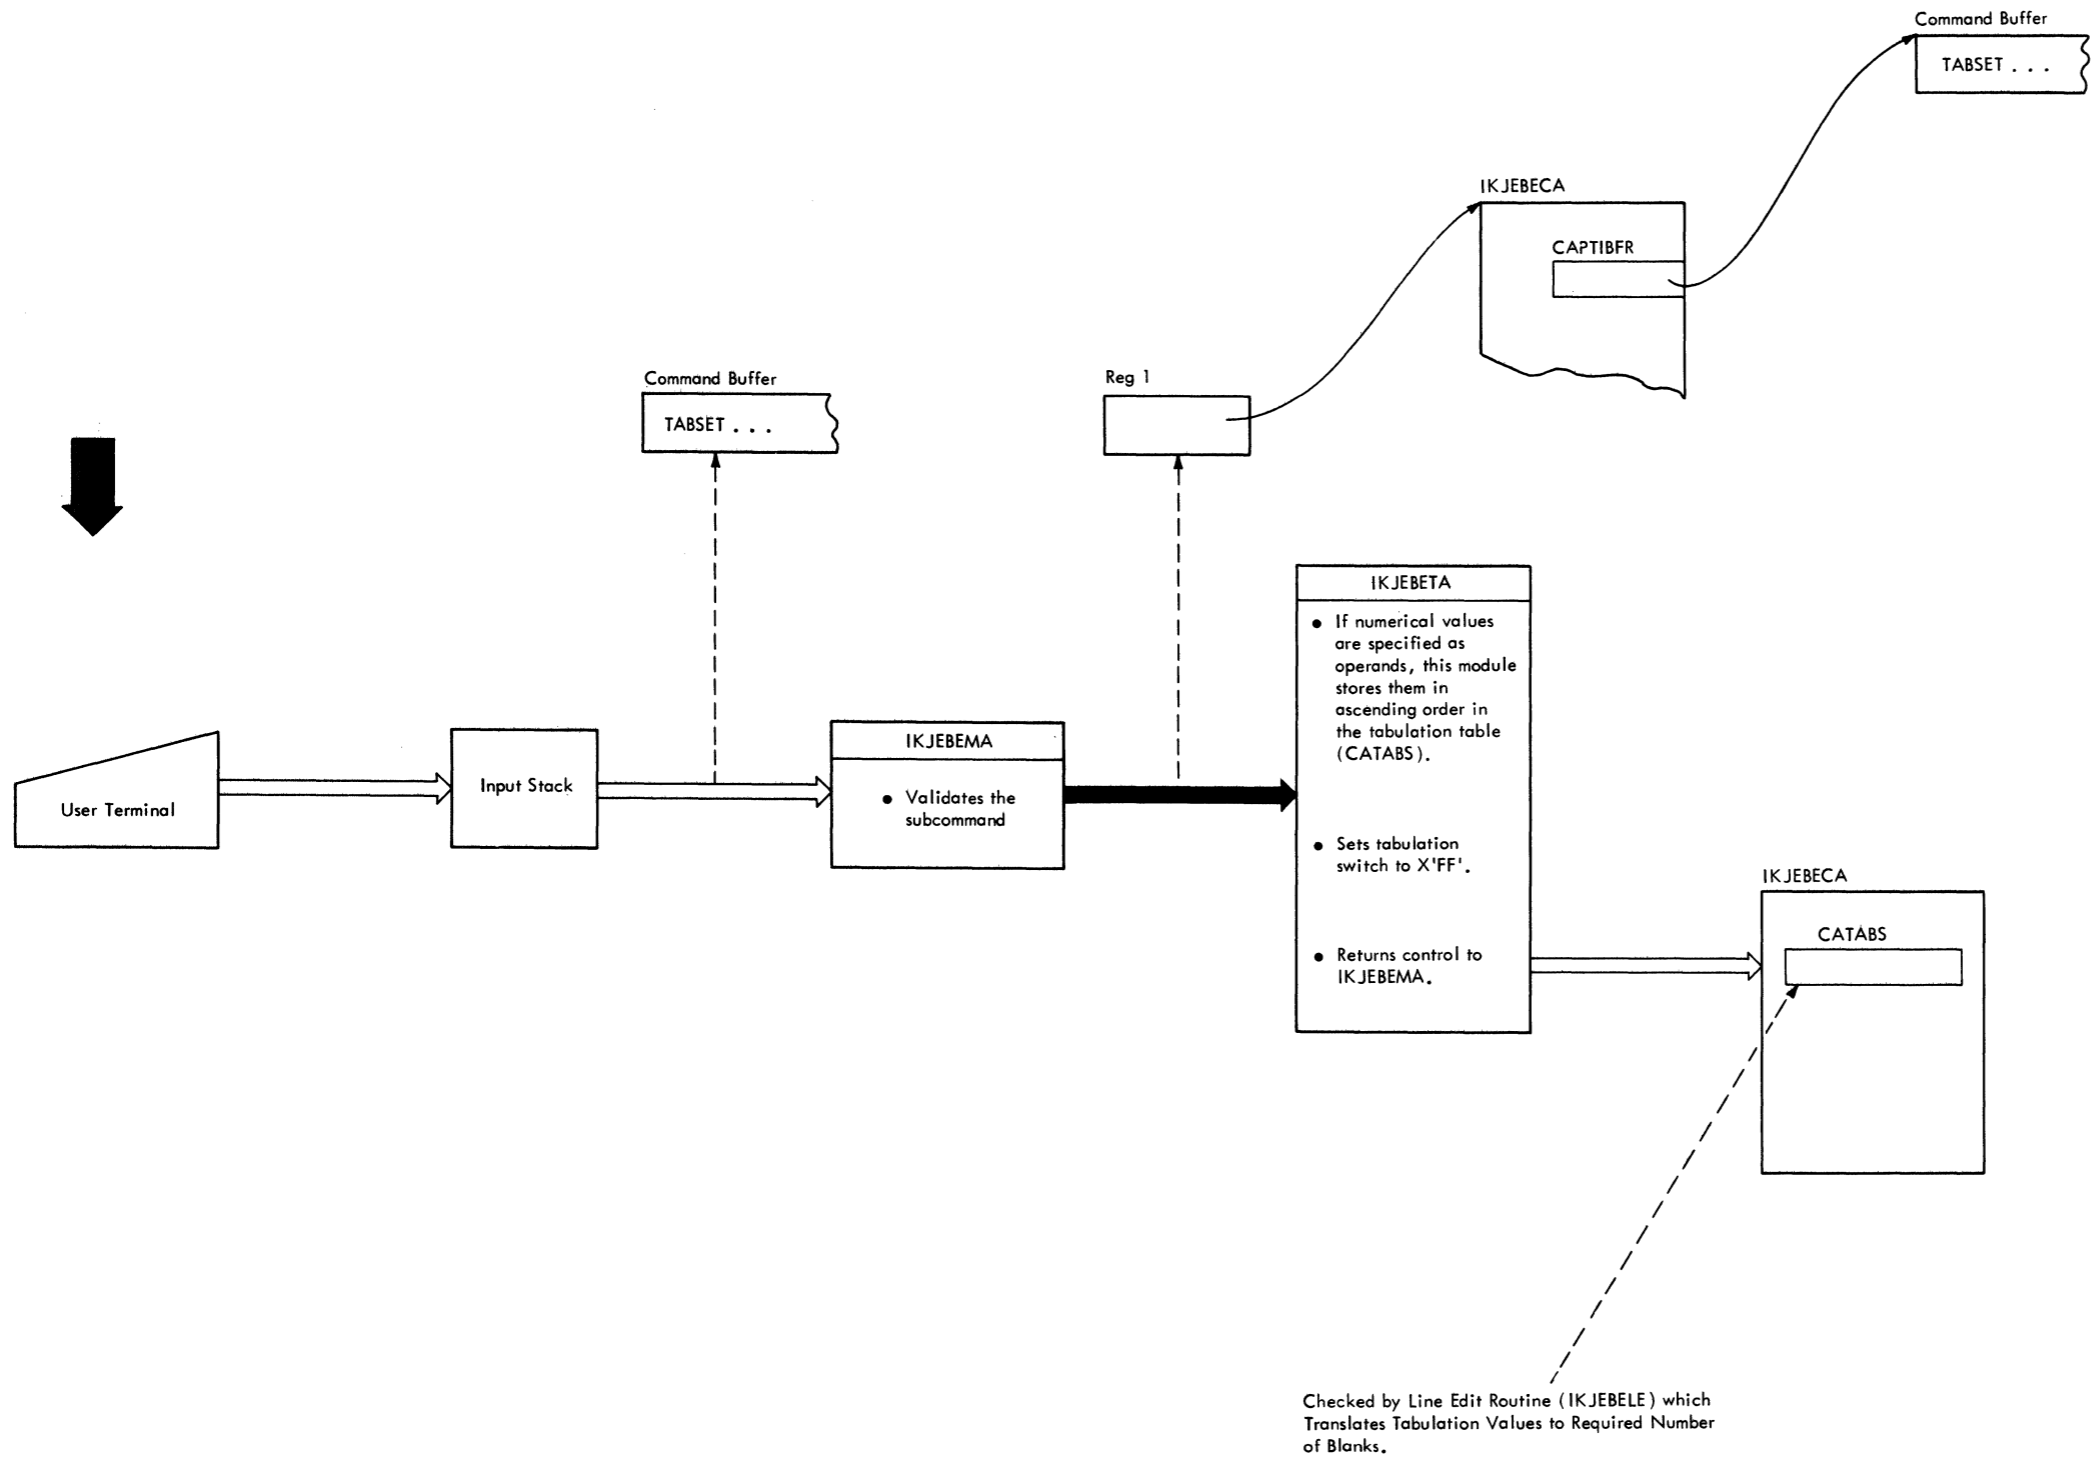 Command Buffer
TABSET . . .
IKJEBECA
CAPTIBFR
Command Buffer
TABSET . . .
Reg 1
IKJEBETA
● If numerical values
are specified as
operands, this module
stores them in
ascending order in
the tabulation table
(CATABS).
● Sets tabulation
switch to X'FF'.
● Returns control to
IKJEBEMA.
IKJEBEMA
● Validates the
subcommand
Input Stack
User Terminal
IKJEBECA
CATABS
Checked by Line Edit Routine (IKJEBELE) which
Translates Tabulation Values to Required Number
of Blanks.